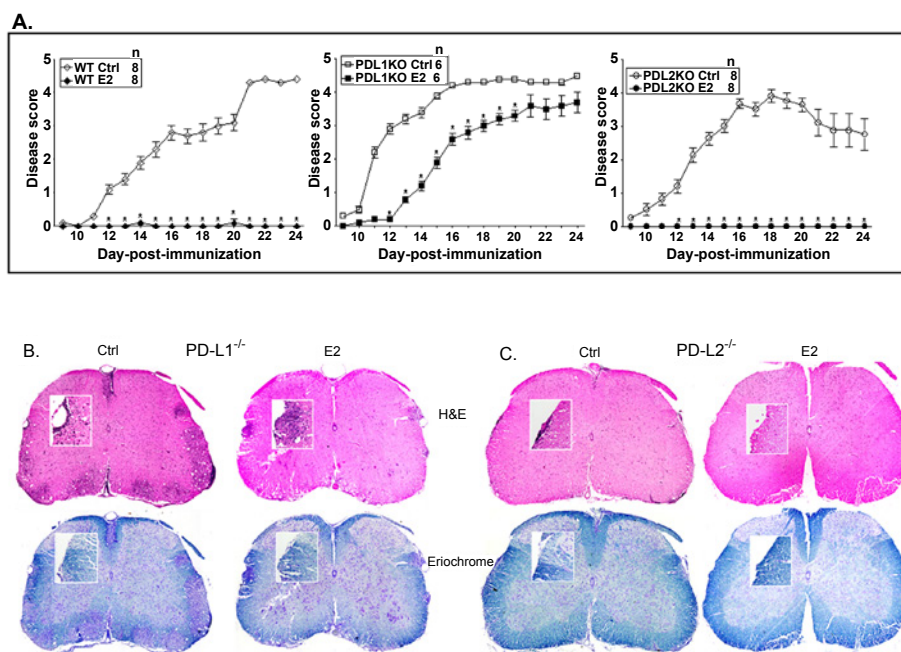 A.
n
WT Ctrl 8
WT E2 8
Disease score
5
4
3
2
1
0
10 12 14 16 18 20 22 24
Day-post-immunization
n
PDL1KO Ctrl 6
PDL1KO E2 6
Disease score
5
4
3
2
1
0
10 12 14 16 18 20 22 24
Day-post-immunization
n
PDL2KO Ctrl 8
PDL2KO E2 8
Disease score
5
4
3
2
1
0
10 12 14 16 18 20 22 24
Day-post-immunization
B. PD-L1-/-
Ctrl E2
C. PD-L2-/-
Ctrl E2
H&E
Eriochrome